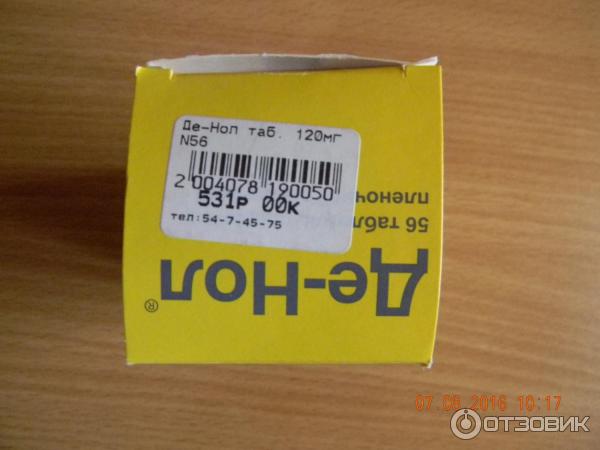 Де-Нол таб. 120мг
N56
2 004078 190050
531р 00к
тел:54-7-45-75
56 табл
пленоч
Де-Нол®
07.08.2016 10:17
ОТЗОВИК